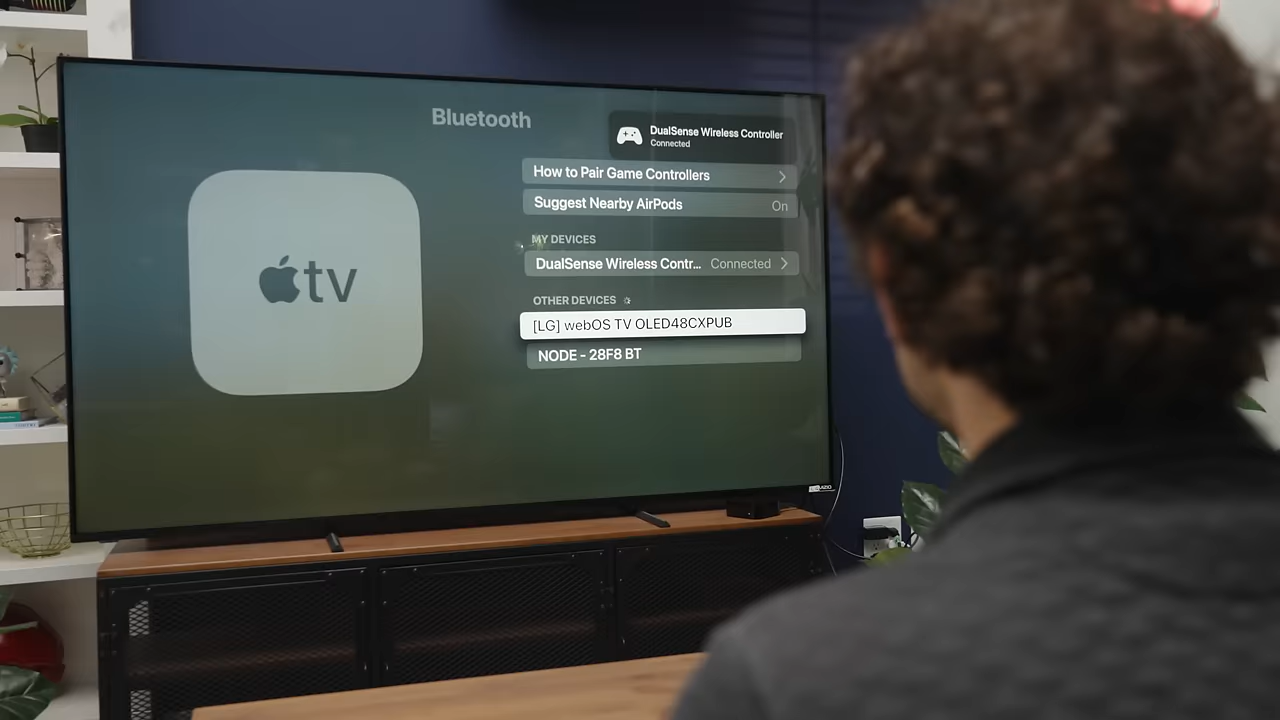 Bluetooth
DualSense Wireless Controller
Connected
How to Pair Game Controllers
Suggest Nearby AirPods On
MY DEVICES
DualSense Wireless Contr... Connected
OTHER DEVICES
[LG] webOS TV OLED48CXPUB
NODE - 28F8 BT
tv
VIZIO